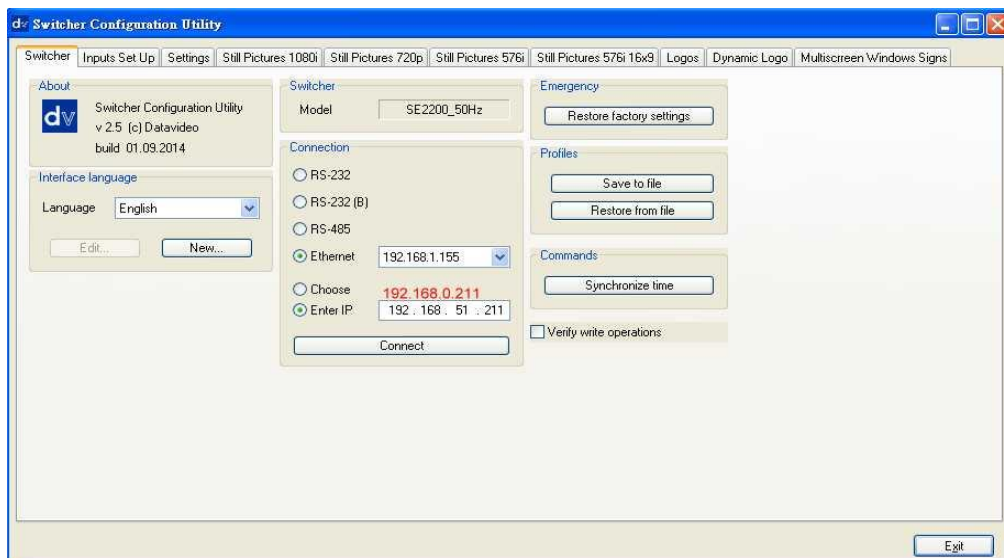 dv Switcher Configuration Utility
Switcher Inputs Set Up Settings Still Pictures 1080i Still Pictures 720p Still Pictures 576i Still Pictures 576i 16x9 Logos Dynamic Logo Multiscrreen Windows Signs
About
dv
Switcher Configuration Utility
v 2.5 (c) Datavideo
build 01.09.2014
Interface language
Language English
Edit... New...
Switcher
Model SE2200_50Hz
Connection
RS-232
RS-232 (B)
RS-485
Ethernet 192.168.1.155
Choose 192.168.0.211
Enter IP 192 . 168 . 51 . 211
Connect
Emergency
Restore factory settings
Profiles
Save to file
Restore from file
Commands
Synchronize time
Verify write operations
Exit